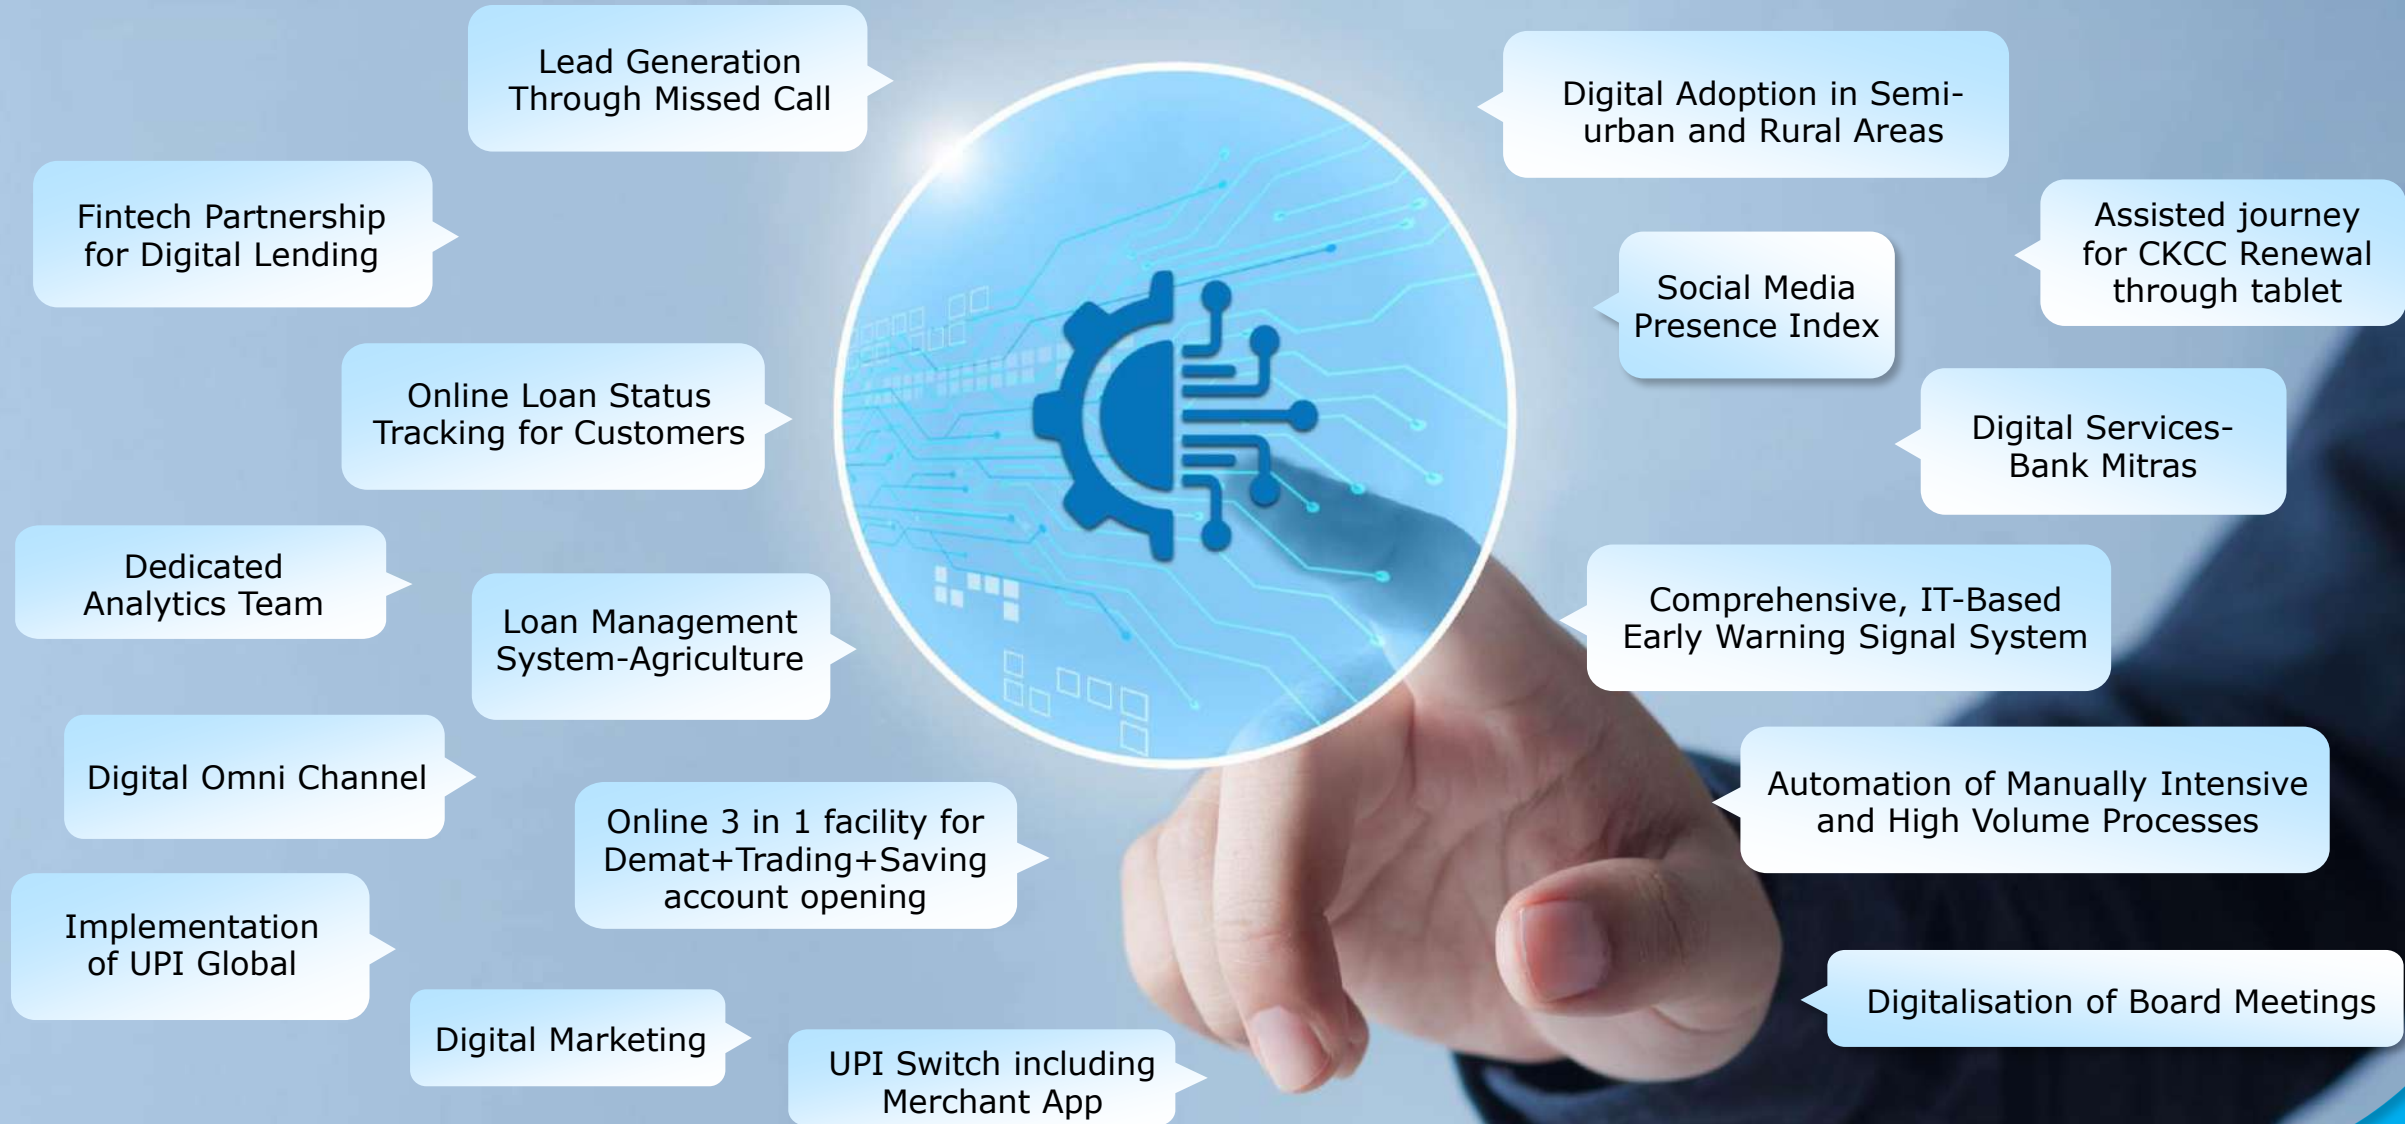 Lead Generation
Through Missed Call
Fintech Partnership
for Digital Lending
Online Loan Status
Tracking for Customers
Dedicated
Analytics Team
Loan Management
System-Agriculture
Digital Omni Channel
Online 3 in 1 facility for
Demat+Trading+Saving
account opening
Implementation
of UPI Global
Digital Marketing
UPI Switch including
Merchant App
Digital Adoption in Semi-
urban and Rural Areas
Assisted journey
for CKCC Renewal
through tablet
Social Media
Presence Index
Digital Services-
Bank Mitras
Comprehensive, IT-Based
Early Warning Signal System
Automation of Manually Intensive
and High Volume Processes
Digitalisation of Board Meetings